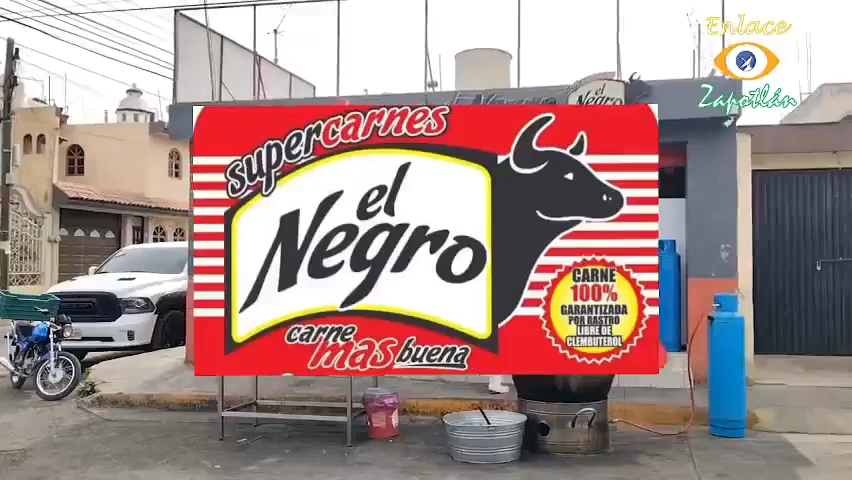 Enlace
Zapotlán
el
Negro
supercarnes
el
Negro
carne
mas buena
CARNE
100%
GARANTIZADA
POR RASTRO
LIBRE DE
CLEMBUTEROL